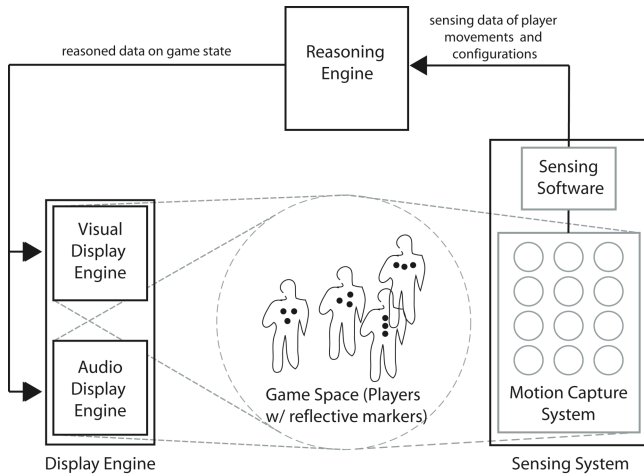 reasoned data on game state
Reasoning
Engine
sensing data of player
movements and
configurations
Sensing
Software
Visual
Display
Engine
Audio
Display
Engine
Game Space (Players
w/ reflective markers)
Motion Capture
System
Display Engine
Sensing System